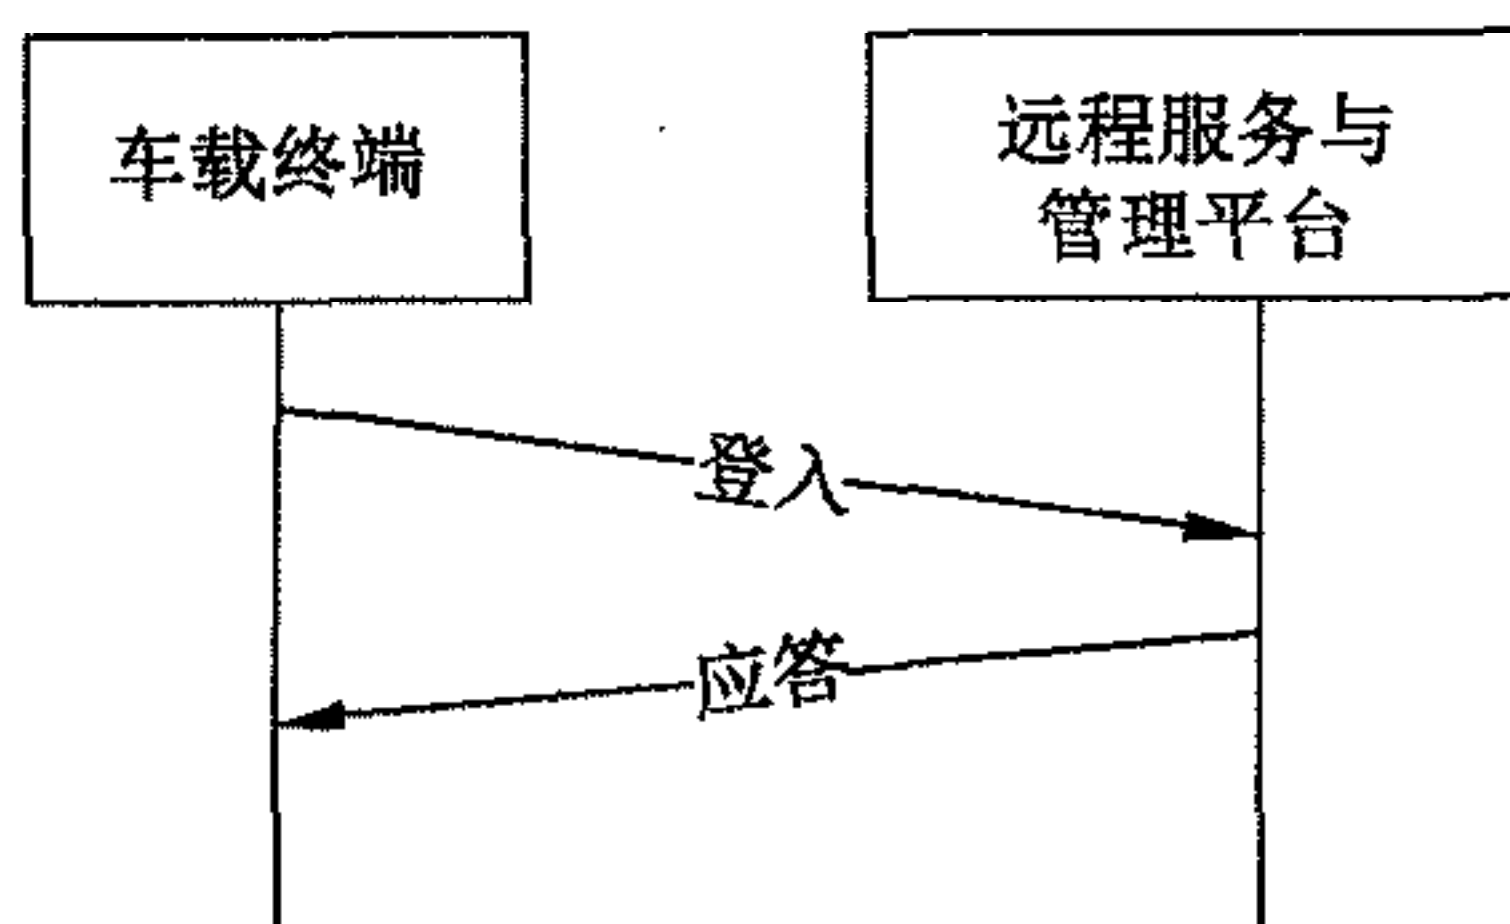 车载终端
远程服务与
管理平台
登入
应答